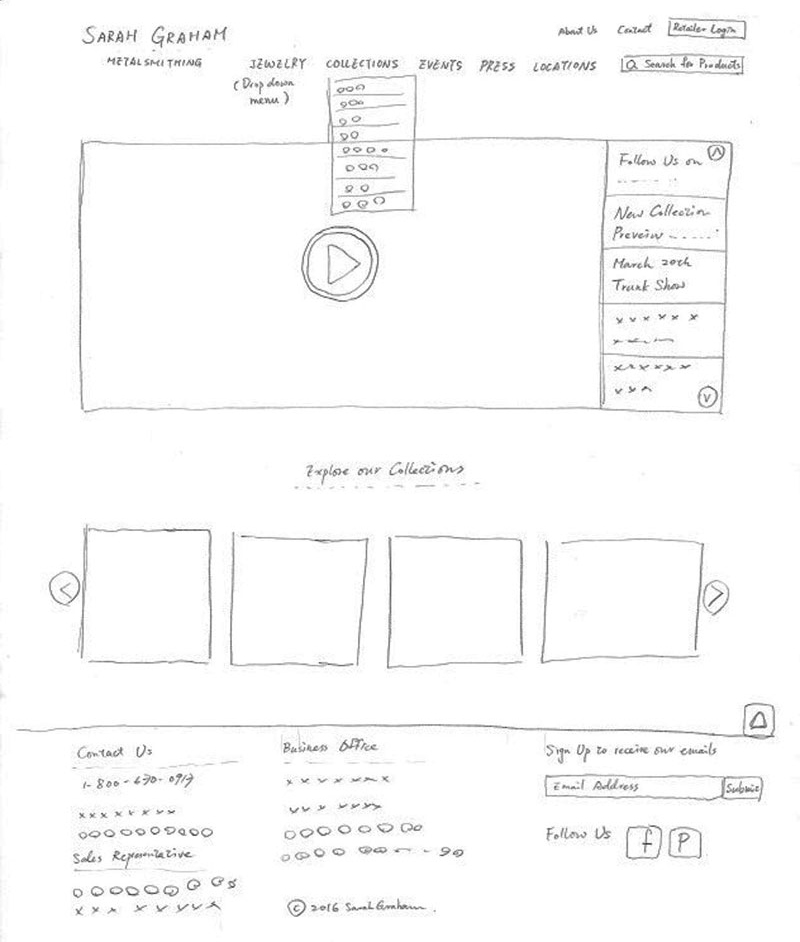 SARAH GRAHAM
METALSMITHING
About Us Contact Retailer Login
JEWELRY COLLECTIONS EVENTS PRESS LOCATIONS Search for Products
(Drop down
menu)
Follow Us on
New Collection
Preveiw
March 20th
Trunk Show
Explore our Collections
Contact Us
1-800-670-0917
Sales Representative
Business Office
© 2016 Sarah Graham.
Sign Up to receive our emails
Email Address Submit
Follow Us f P